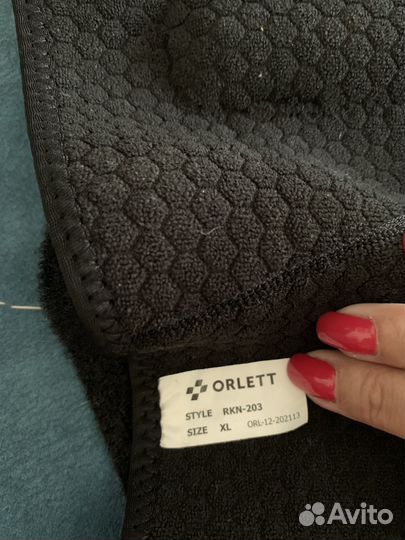 ORLETT
STYLE RKN-203
SIZE XL ORL-12-202113
Avito